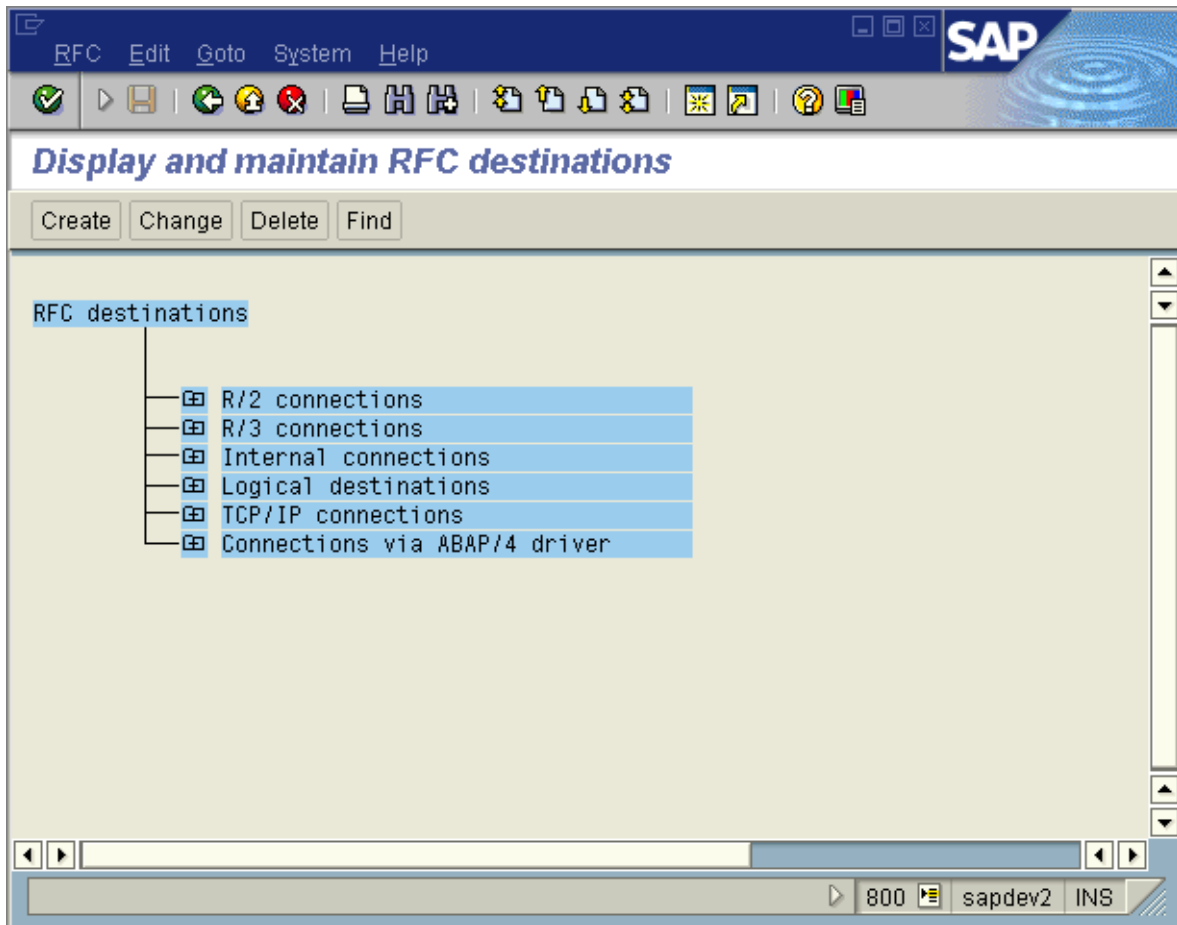 SAP
RFC Edit Goto System Help
Display and maintain RFC destinations
Create Change Delete Find
RFC destinations
R/2 connections
R/3 connections
Internal connections
Logical destinations
TCP/IP connections
Connections via ABAP/4 driver
800 sapdev2 INS